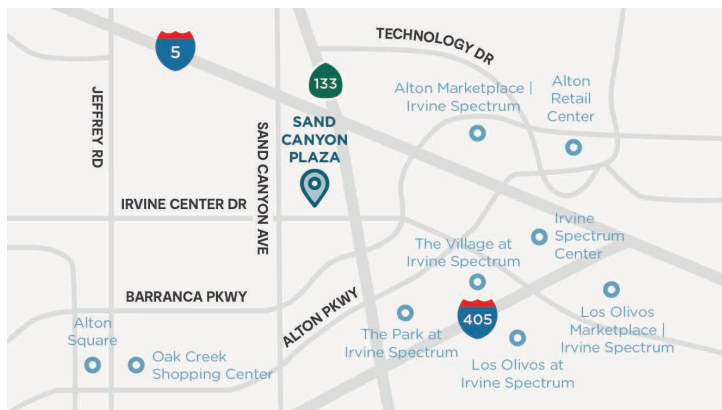 5
TECHNOLOGY DR
133
JEFFREY RD
SAND CANYON AVE
SAND
CANYON
PLAZA
Alton Marketplace |
Irvine Spectrum
Alton
Retail
Center
IRVINE CENTER DR
Irvine
Spectrum
Center
The Village at
Irvine Spectrum
BARRANCA PKWY
ALTON PKWY
405
Los Olivos
Marketplace |
Irvine Spectrum
Alton
Square
Oak Creek
Shopping Center
The Park at
Irvine Spectrum
Los Olivos at
Irvine Spectrum